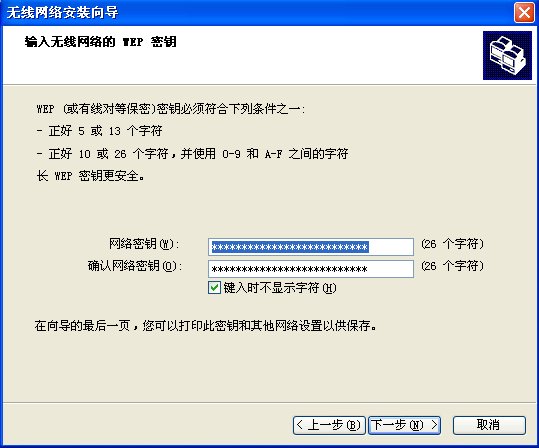 无线网络安装向导
输入无线网络的 WEP 密钥
WEP (或有线对等保密)密钥必须符合下列条件之一:
- 正好 5 或 13 个字符
- 正好 10 或 26 个字符，并使用 0-9 和 A-F 之间的字符
长 WEP 密钥更安全。
网络密钥(W): ************************** (26 个字符)
确认网络密钥(O): ************************** (26 个字符)
键入时不显示字符(H)
在向导的最后一页，您可以打印此密钥和其他网络设置以供保存。
< 上一步(B) 下一步(N) > 取消